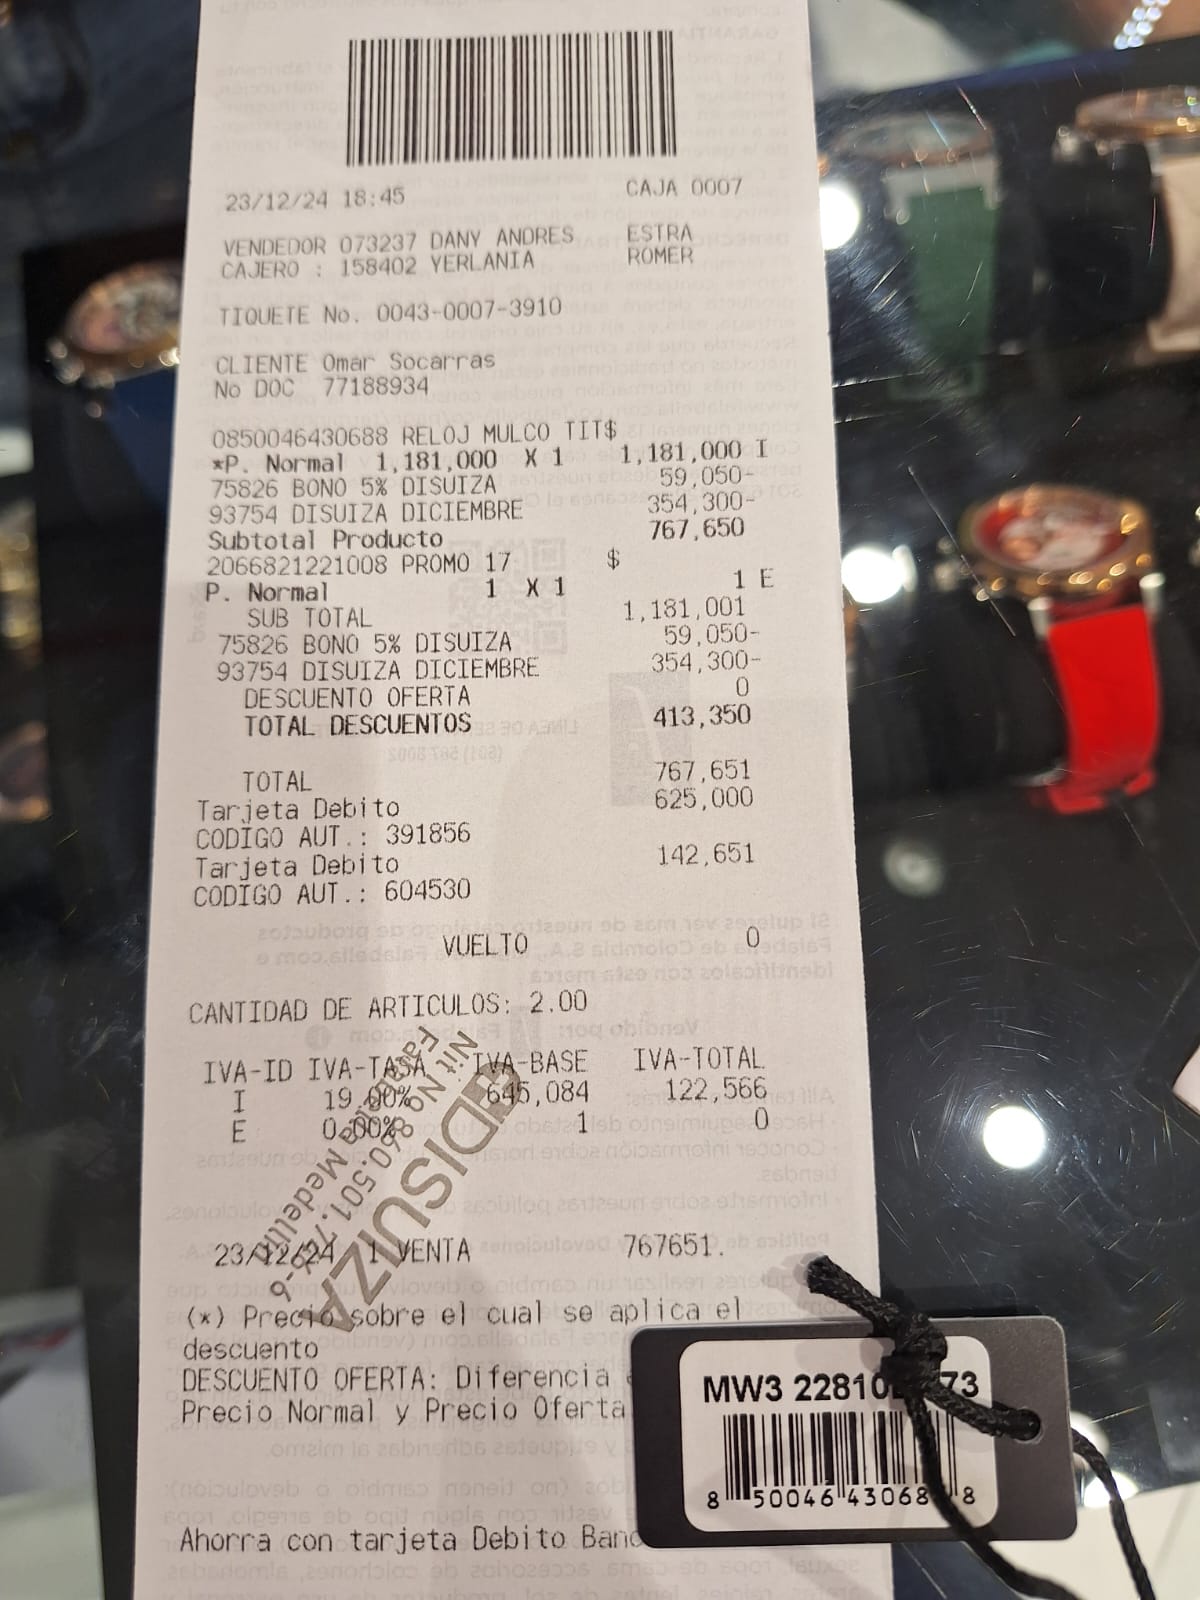 23/12/24 18:45 CAJA 0007
VENDEDOR 073237 DANY ANDRES ESTRA
CAJERO : 158402 YERLANIA ROMER
TIQUETE No. 0043-0007-3910
CLIENTE Omar Socarras
No DOC 77188934
0850046430688 RELOJ MULCO TIT$
*P. Normal 1,181,000 X 1 1,181,000 I
75826 BONO 5% DISUIZA 59,050-
93754 DISUIZA DICIEMBRE 354,300-
Subtotal Producto 767,650
2066821221008 PROMO 17 $
P. Normal 1 X 1 1 E
SUB TOTAL 1,181,001
75826 BONO 5% DISUIZA 59,050-
93754 DISUIZA DICIEMBRE 354,300-
DESCUENTO OFERTA 0
TOTAL DESCUENTOS 413,350
TOTAL 767,651
Tarjeta Debito 625,000
CODIGO AUT.: 391856
Tarjeta Debito 142,651
CODIGO AUT.: 604530
VUELTO 0
CANTIDAD DE ARTICULOS: 2.00
IVA-ID IVA-TASA IVA-BASE IVA-TOTAL
I 19.00% 645,084 122,566
E 0.00% 1 0
DISUIZA
Nit No. 860.501.
Medellin
23/12/24 1 VENTA 767651.
(*) Precio sobre el cual se aplica el
descuento
DESCUENTO OFERTA: Diferencia
Precio Normal y Precio Oferta
Ahorra con tarjeta Debito
MW3 22810 73
8 50046 43068 8